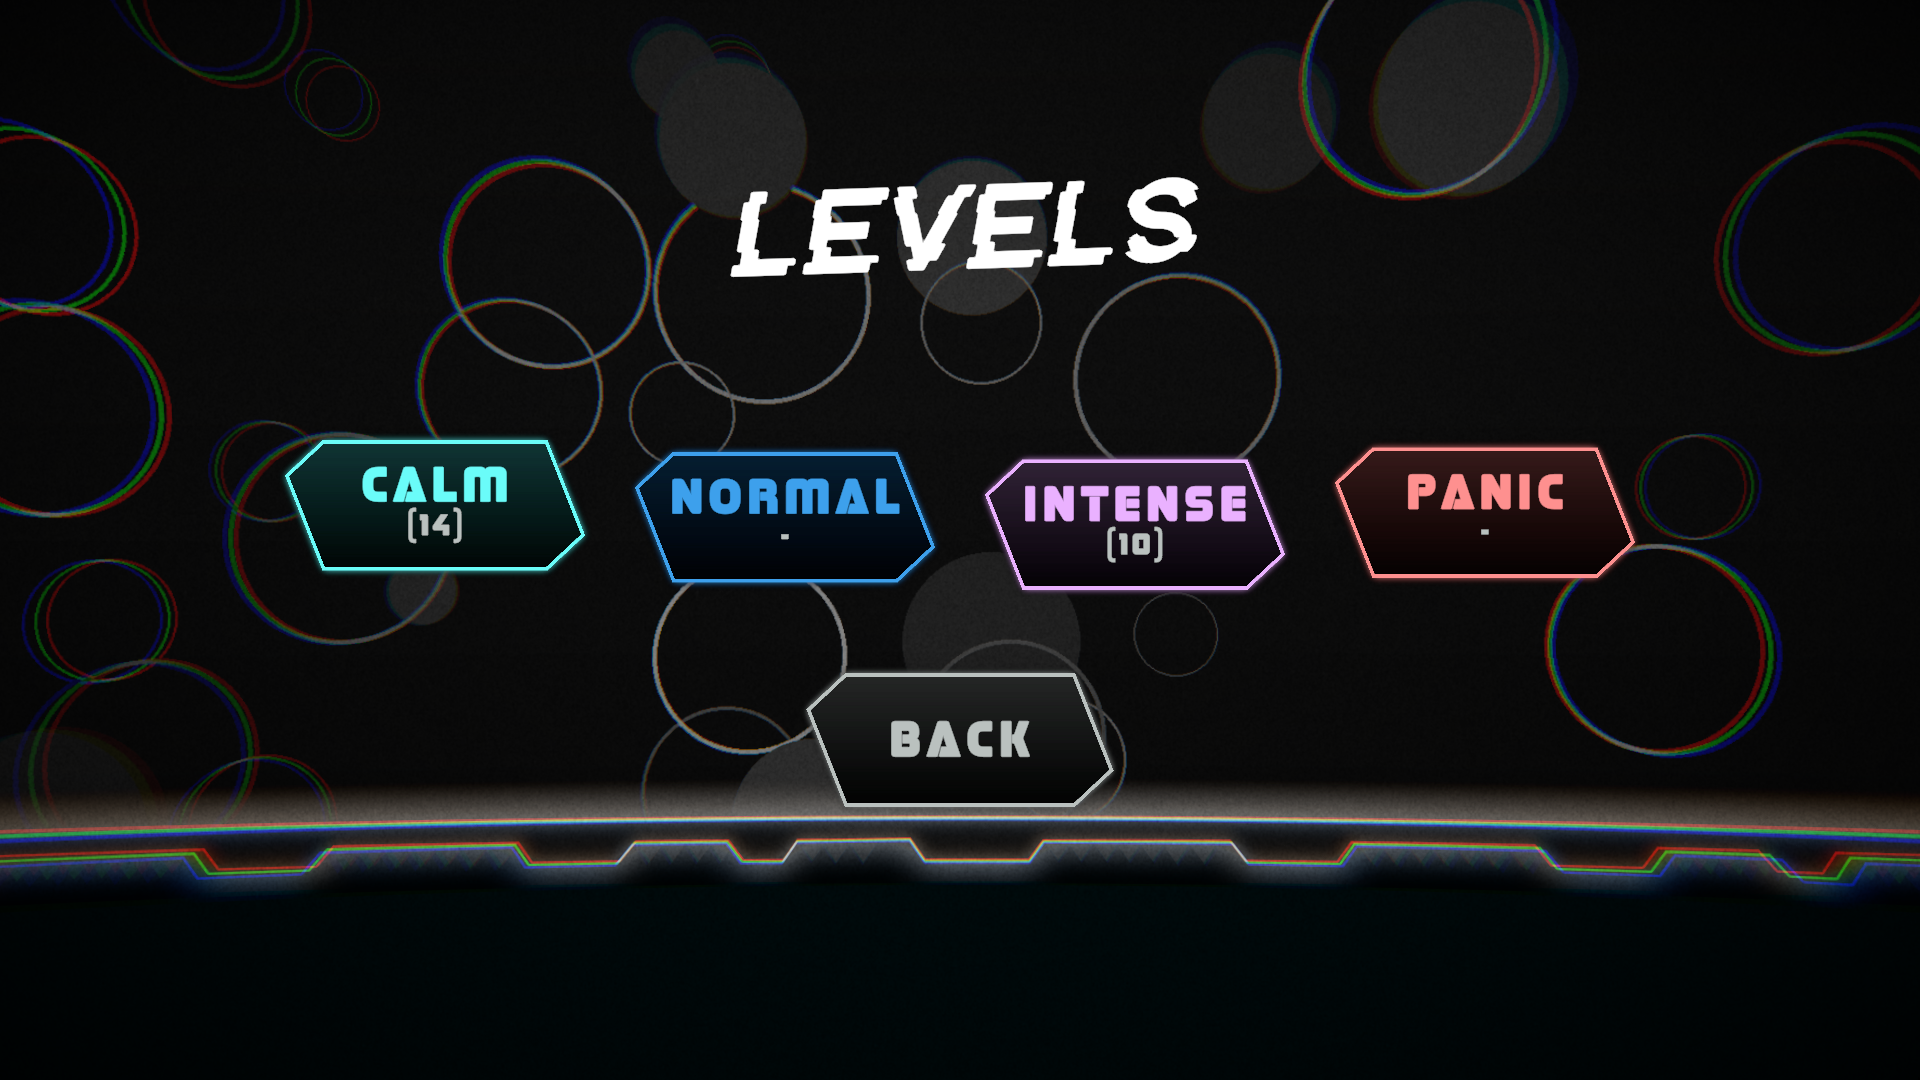 LEVELS
CALM
(14)
NORMAL
-
INTENSE
(10)
PANIC
-
BACK